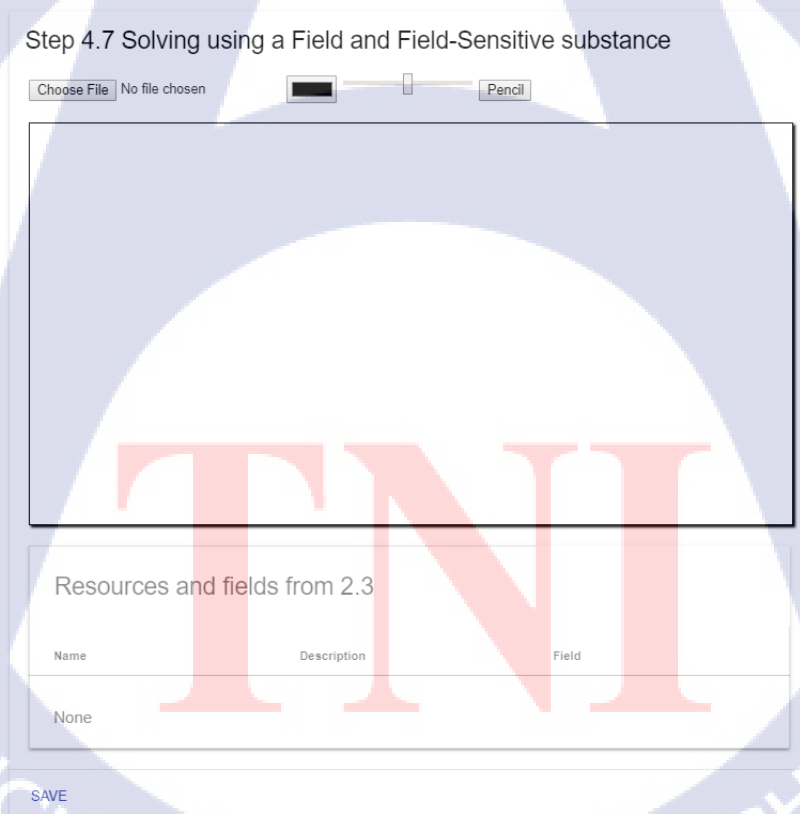 Step 4.7 Solving using a Field and Field-Sensitive substance
Choose File No file chosen Pencil
TNI
Resources and fields from 2.3
Name Description Field
None
SAVE